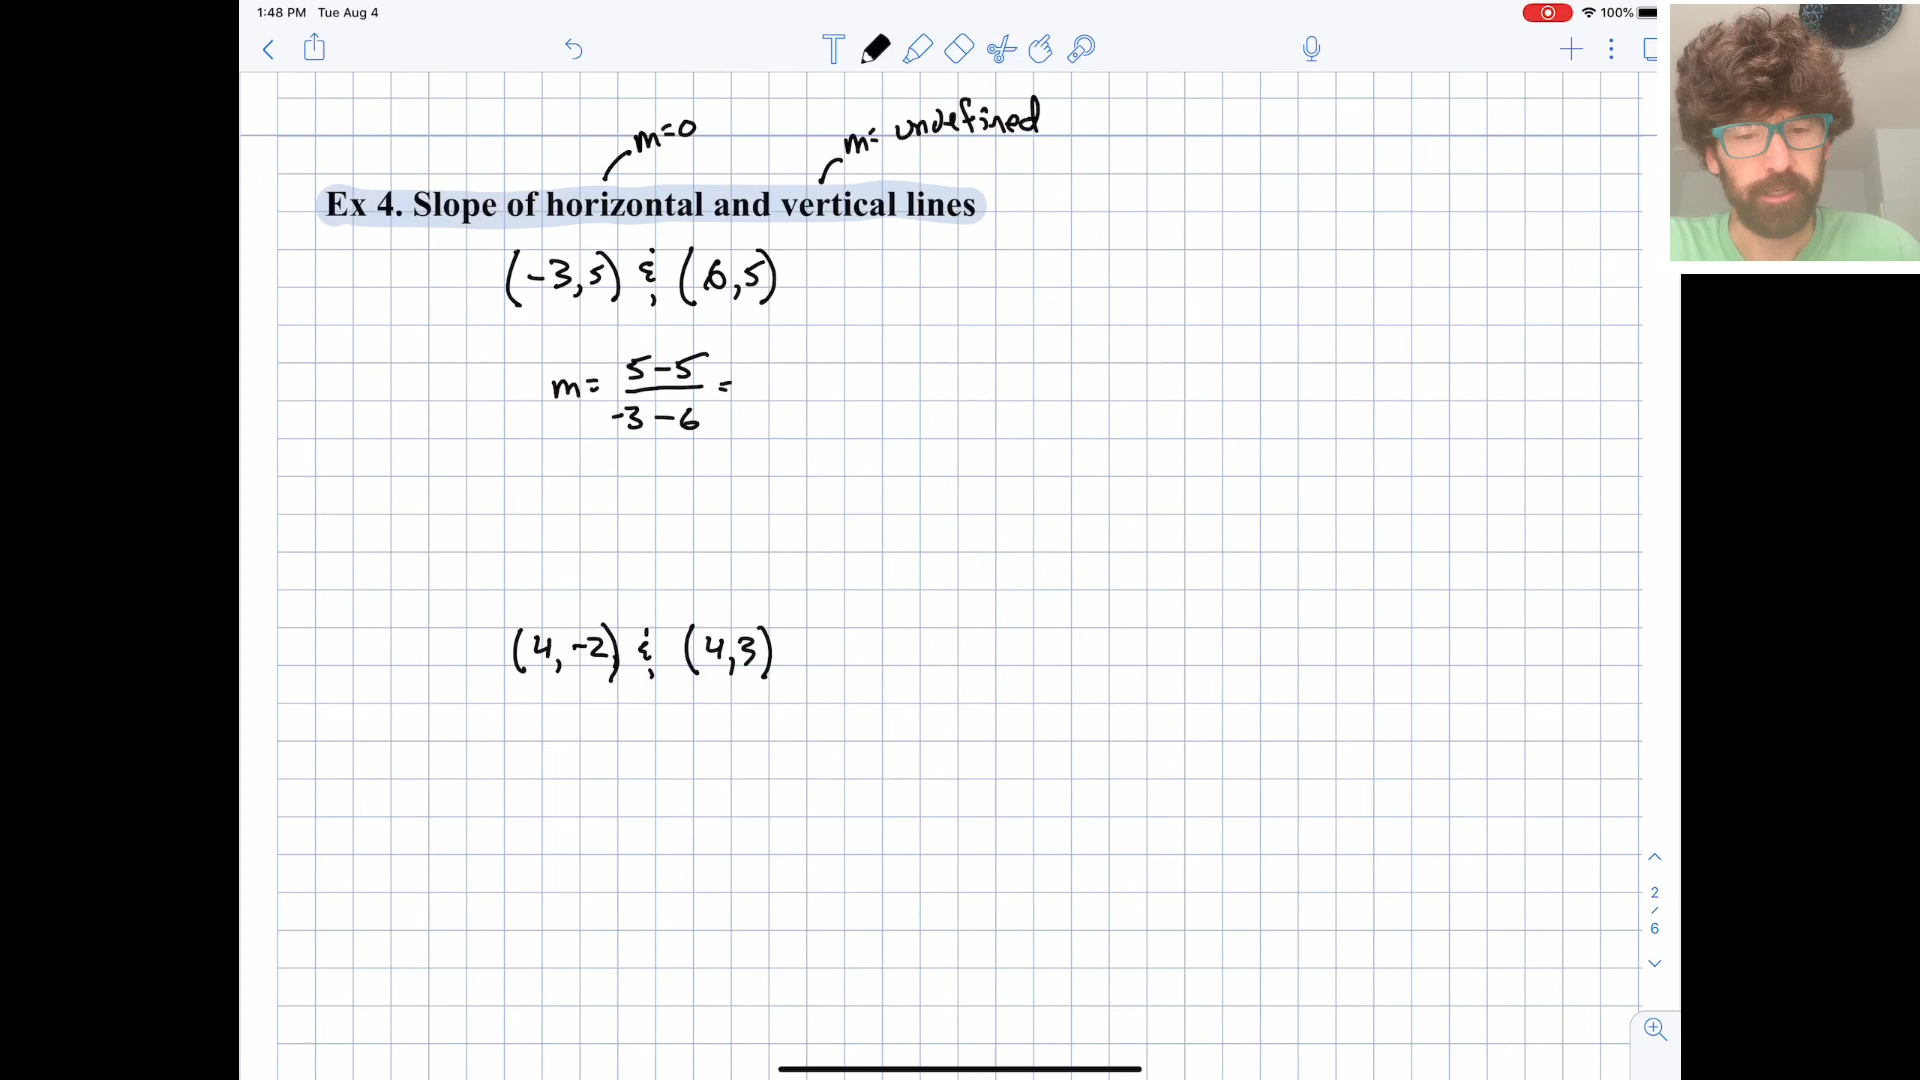 1:48 PM Tue Aug 4
100%
T
m=0
m= undefined
Ex 4. Slope of horizontal and vertical lines
(-3,5) & (6,5)
m= 5-5 =
-3-6
(4,-2) & (4,3)
2
/
6